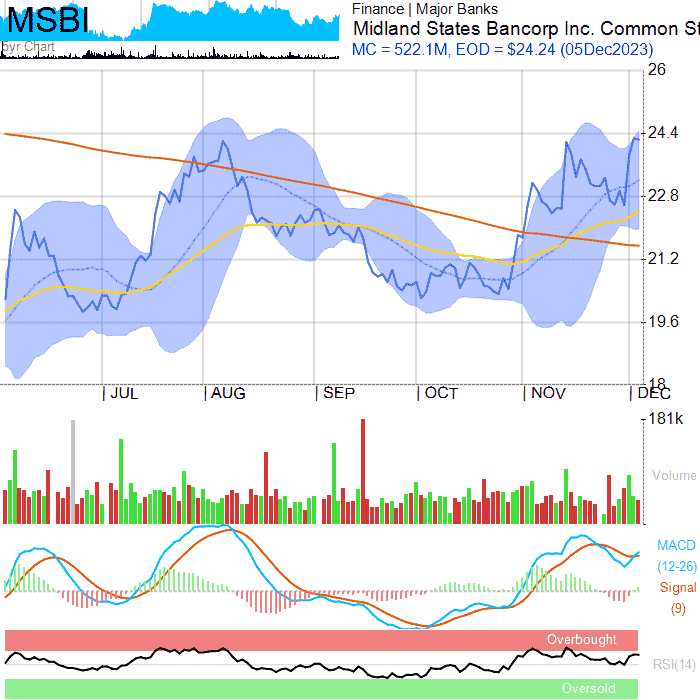 MSBI
5yr Chart
Finance | Major Banks
Midland States Bancorp Inc. Common St
MC = 522.1M, EOD = $24.24 (05Dec2023)
26
24.4
22.8
21.2
19.6
18
JUL
AUG
SEP
OCT
NOV
DEC
181k
Volume
MACD
(12-26)
Signal
(9)
Overbought
RSI(14)
Oversold